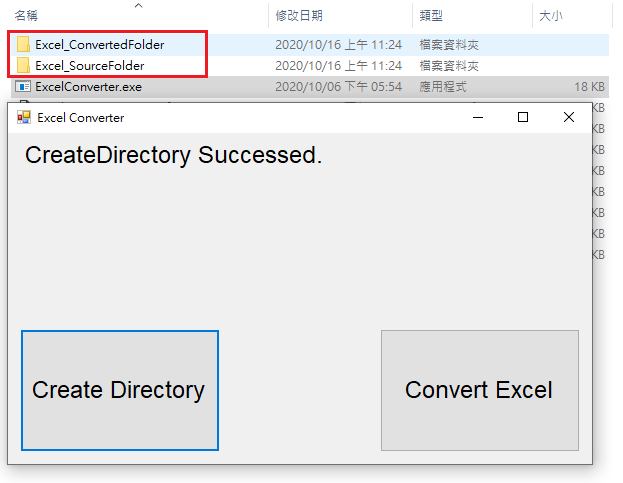 名稱 修改日期 類型 大小
Excel_ConvertedFolder 2020/10/16 上午 11:24 檔案資料夾
Excel_SourceFolder 2020/10/16 上午 11:24 檔案資料夾
ExcelConverter.exe 2020/10/06 下午 05:54 應用程式 18 KB
Excel Converter
CreateDirectory Successed.
KB
KB
KB
KB
KB
KB
Create Directory Convert Excel